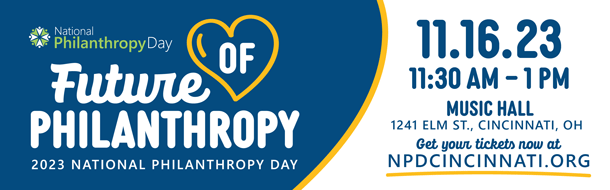 National
PhilanthropyDay
Future OF
PHILANTHROPY
2023 NATIONAL PHILANTHROPY DAY
11.16.23
11:30 AM – 1 PM
MUSIC HALL
1241 ELM ST., CINCINNATI, OH
Get your tickets now at
NPDCINCINNATI.ORG